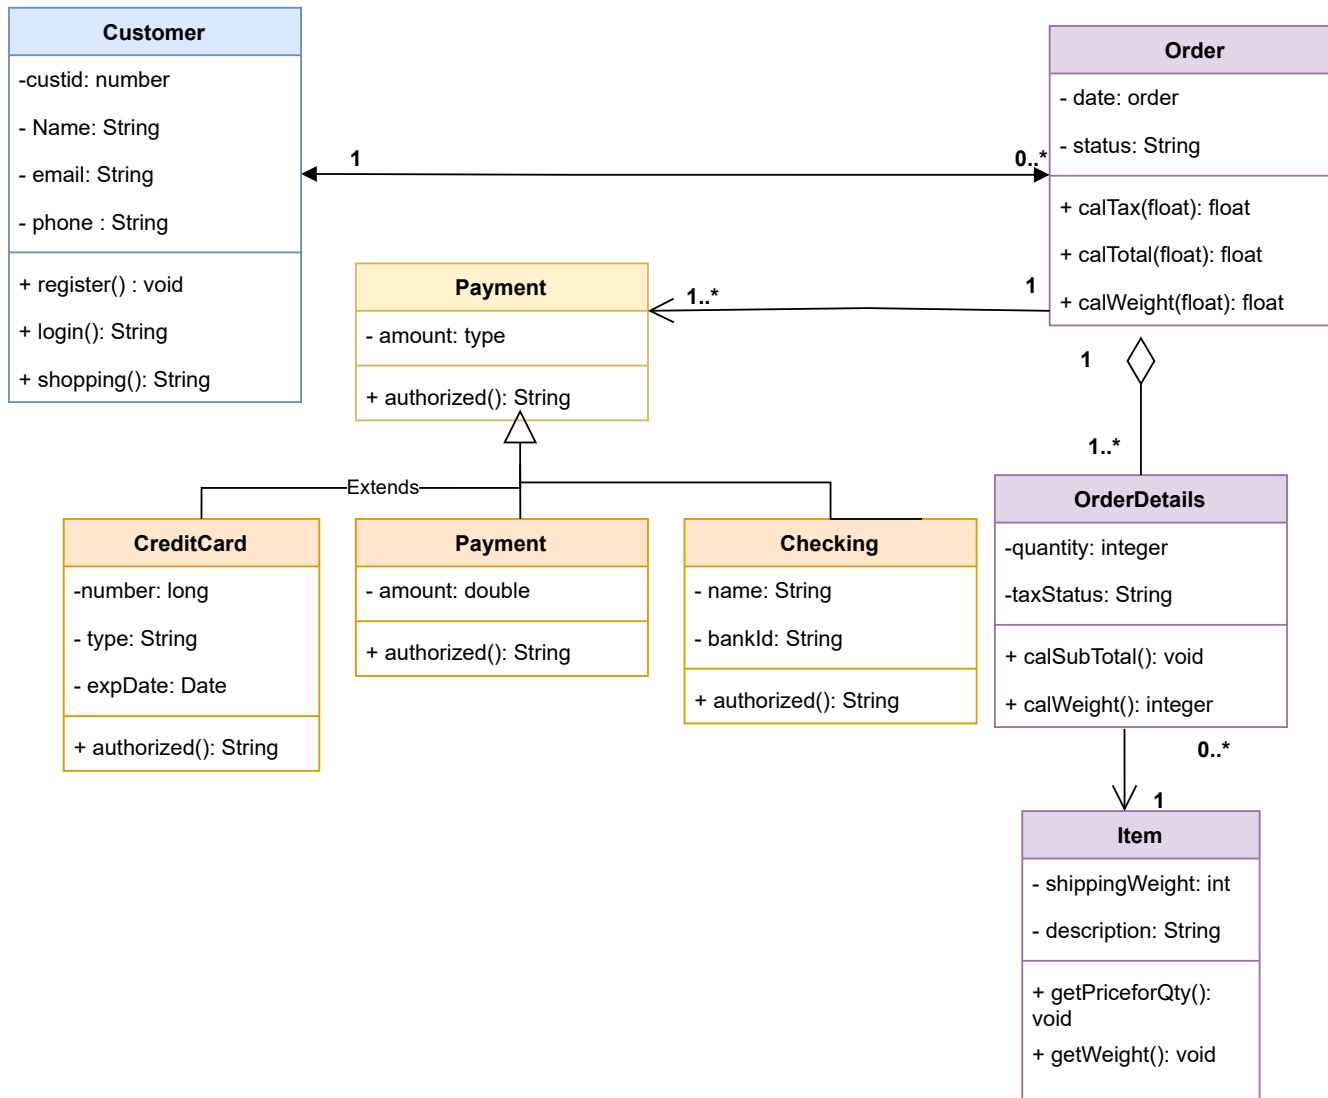 Customer
-custid: number
- Name: String
- email: String
- phone : String
+ register() : void
+ login(): String
+ shopping(): String
1
0..*
Order
- date: order
- status: String
+ calTax(float): float
+ calTotal(float): float
+ calWeight(float): float
Payment
- amount: type
+ authorized(): String
1..*
1
1
1..*
Extends
CreditCard
-number: long
- type: String
- expDate: Date
+ authorized(): String
Payment
- amount: double
+ authorized(): String
Checking
- name: String
- bankId: String
+ authorized(): String
OrderDetails
-quantity: integer
-taxStatus: String
+ calSubTotal(): void
+ calWeight(): integer
0..*
1
Item
- shippingWeight: int
- description: String
+ getPriceforQty():
void
+ getWeight(): void